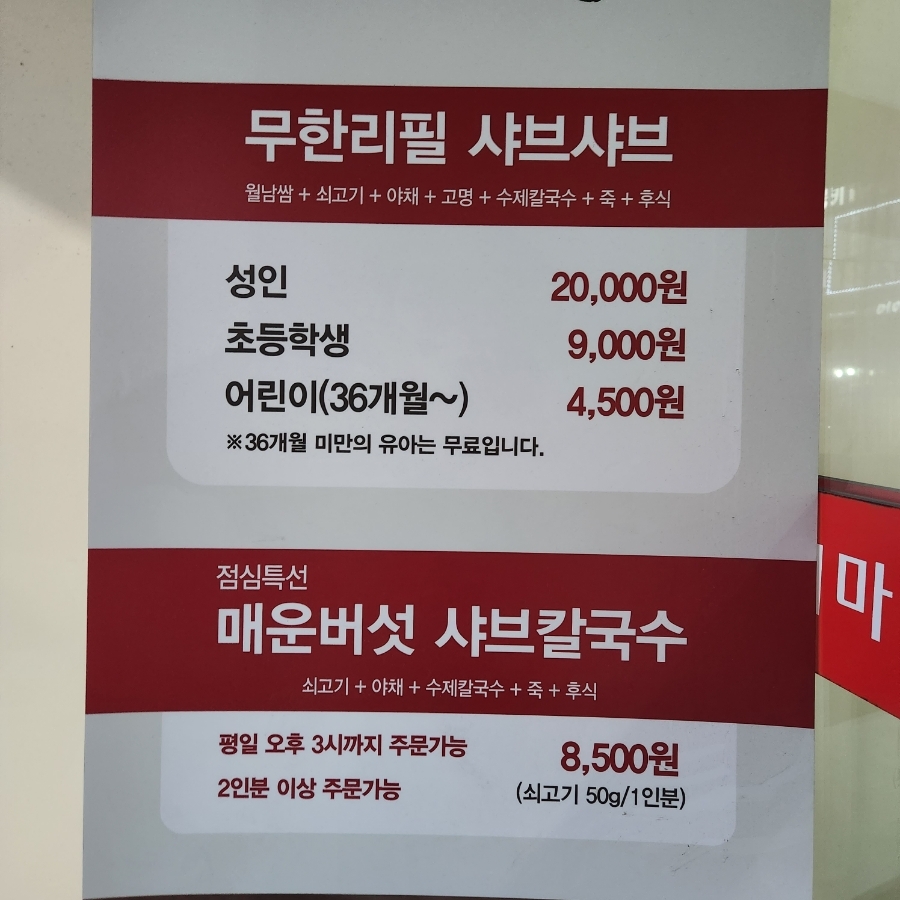 무한리필 샤브샤브
월남쌈 + 쇠고기 + 야채 + 고명 + 수제칼국수 + 죽 + 후식
성인 20,000원
초등학생 9,000원
어린이(36개월~) 4,500원
※36개월 미만의 유아는 무료입니다.
점심특선
매운버섯 샤브칼국수
쇠고기 + 야채 + 수제칼국수 + 죽 + 후식
평일 오후 3시까지 주문가능 8,500원
2인분 이상 주문가능 (쇠고기 50g/1인분)
마